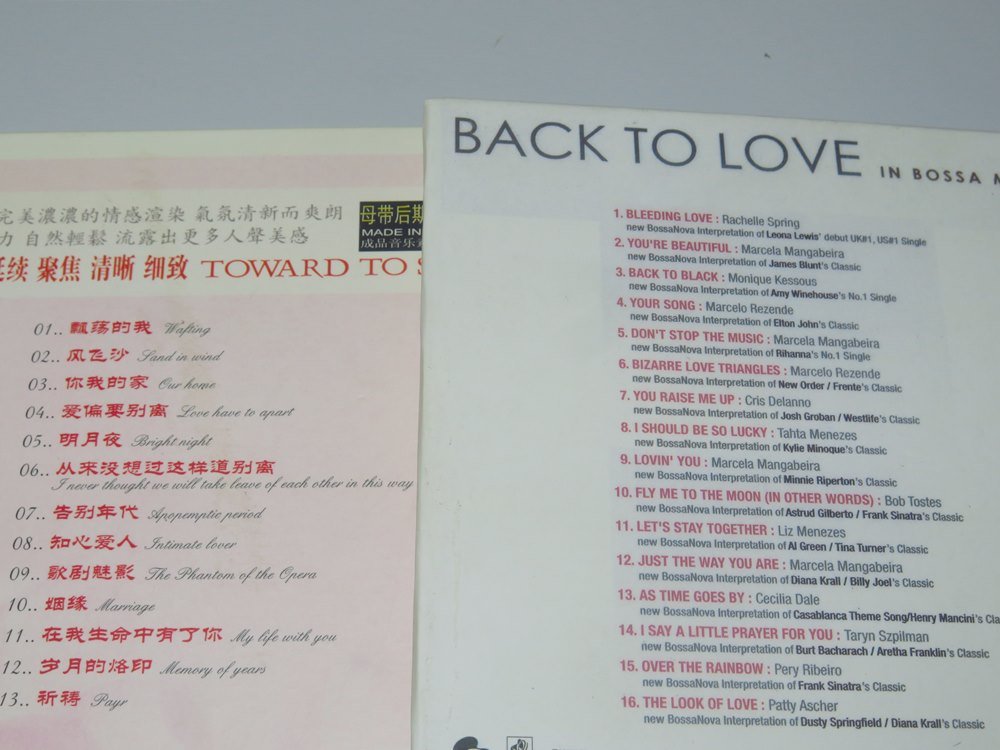 完美濃濃的情感渲染 氣氛清新而爽朗
力 自然輕鬆 流露出更多人聲美感
母带后期
MADE IN
成品音乐
延续 聚焦 清晰 细致 TOWARD TO S
01.. 飘荡的我 Wafting
02.. 风飞沙 Sand in wind
03.. 你我的家 Our home
04.. 爱偏要别离 Love have to apart
05.. 明月夜 Bright night
06.. 从来没想过这样道别离
I never thought we will take leave of each other in this way
07.. 告别年代 Apopemptic period
08.. 知心爱人 Intimate lover
09.. 歌剧魅影 The Phantom of the Opera
10.. 姻缘 Marriage
11.. 在我生命中有了你 My life with you
12.. 岁月的烙印 Memory of years
13.. 祈祷 Payr
BACK TO LOVE IN BOSSA
1. BLEEDING LOVE : Rachelle Spring
new BossaNova Interpretation of Leona Lewis' debut UK#1, US#1 Single
2. YOU'RE BEAUTIFUL : Marcela Mangabeira
new BossaNova Interpretation of James Blunt's Classic
3. BACK TO BLACK : Monique Kessous
new BossaNova Interpretation of Amy Winehouse's No.1 Single
4. YOUR SONG : Marcelo Rezende
new BossaNova Interpretation of Elton John's Classic
5. DON'T STOP THE MUSIC : Marcela Mangabeira
new BossaNova Interpretation of Rihanna's No.1 Single
6. BIZARRE LOVE TRIANGLES : Marcelo Rezende
new BossaNova Interpretation of New Order / Frente's Classic
7. YOU RAISE ME UP : Cris Delanno
new BossaNova Interpretation of Josh Groban / Westlife's Classic
8. I SHOULD BE SO LUCKY : Tahta Menezes
new BossaNova Interpretation of Kylie Minoque's Classic
9. LOVIN' YOU : Marcela Mangabeira
new BossaNova Interpretation of Minnie Riperton's Classic
10. FLY ME TO THE MOON (IN OTHER WORDS) : Bob Tostes
new BossaNova Interpretation of Astrud Gilberto / Frank Sinatra's Classic
11. LET'S STAY TOGETHER : Liz Menezes
new BossaNova Interpretation of Al Green / Tina Turner's Classic
12. JUST THE WAY YOU ARE : Marcela Mangabeira
new BossaNova Interpretation of Diana Krall / Billy Joel's Classic
13. AS TIME GOES BY : Cecilia Dale
new BossaNova Interpretation of Casablanca Theme Song/Henry Mancini's Cla
14. I SAY A LITTLE PRAYER FOR YOU : Taryn Szpilman
new BossaNova Interpretation of Burt Bacharach / Aretha Franklin's Classic
15. OVER THE RAINBOW : Pery Ribeiro
new BossaNova Interpretation of Frank Sinatra's Classic
16. THE LOOK OF LOVE : Patty Ascher
new BossaNova Interpretation of Dusty Springfield / Diana Krall's Classic